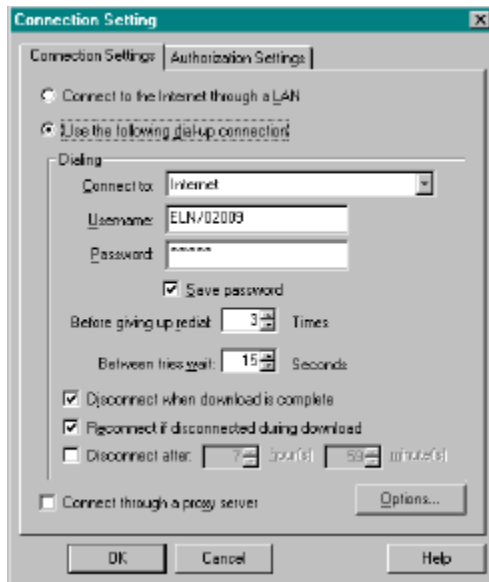 Connection Setting
Connection Settings Authorization Settings
Connect to the Internet through a LAN
Use the following dial-up connection
Dialing
Connect to: Internet
Username: ELN/02009
Password: *****
Save password
Before giving up redial: 3 Times
Between tries wait: 15 Seconds
Disconnect when download is complete
Reconnect if disconnected during download
Disconnect after: 7 hour(s) 59 minute(s)
Connect through a proxy server Options...
OK Cancel Help